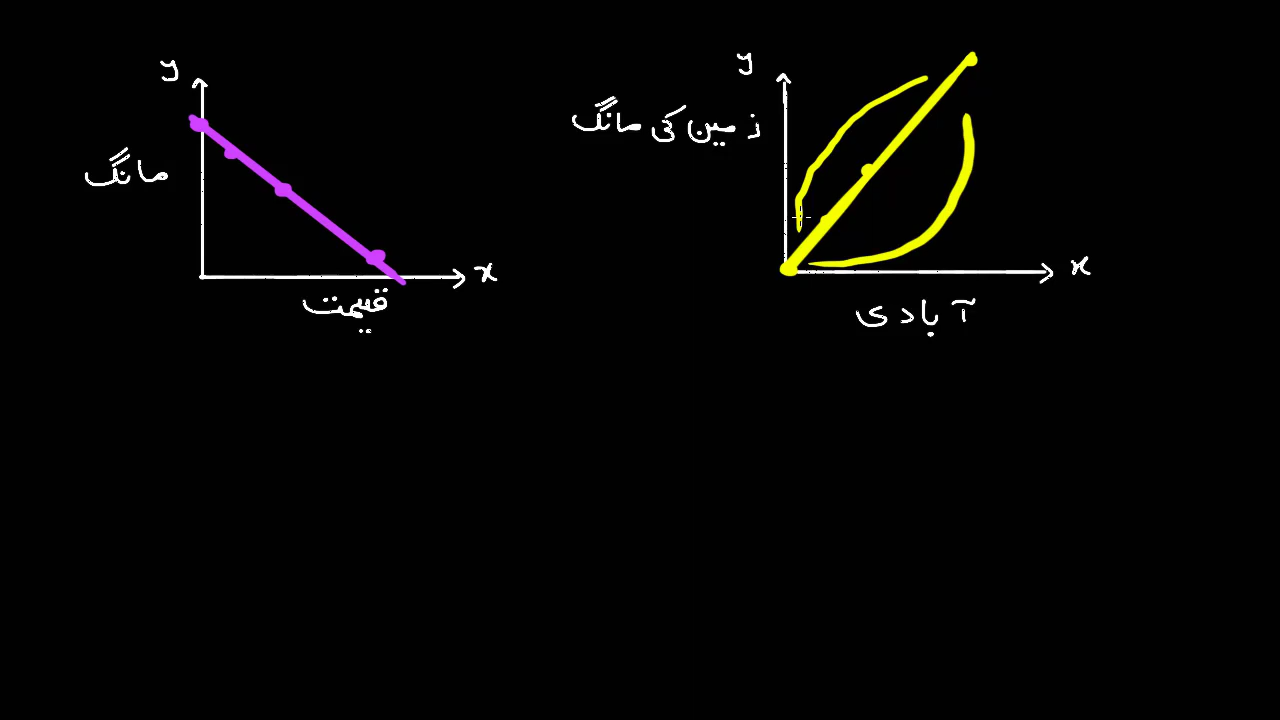 y
مانگ
x
قیمت
y
زمین کی مانگ
x
آبادی